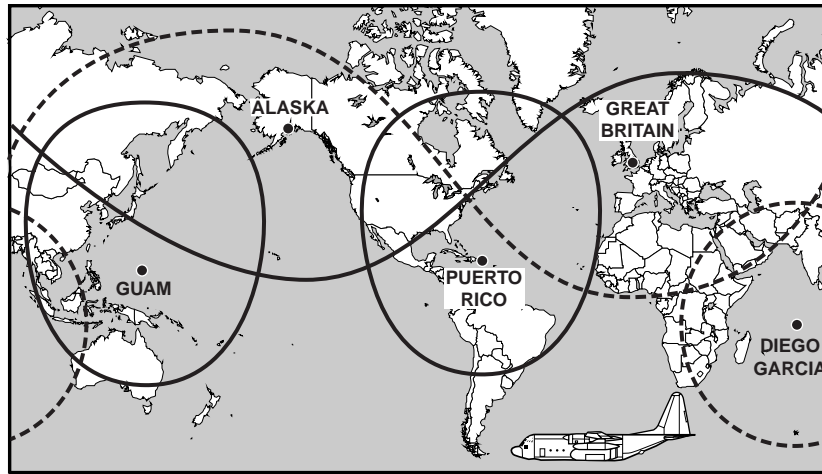 ALASKA
GREAT
BRITAIN
GUAM
PUERTO
RICO
DIEGO
GARCIA